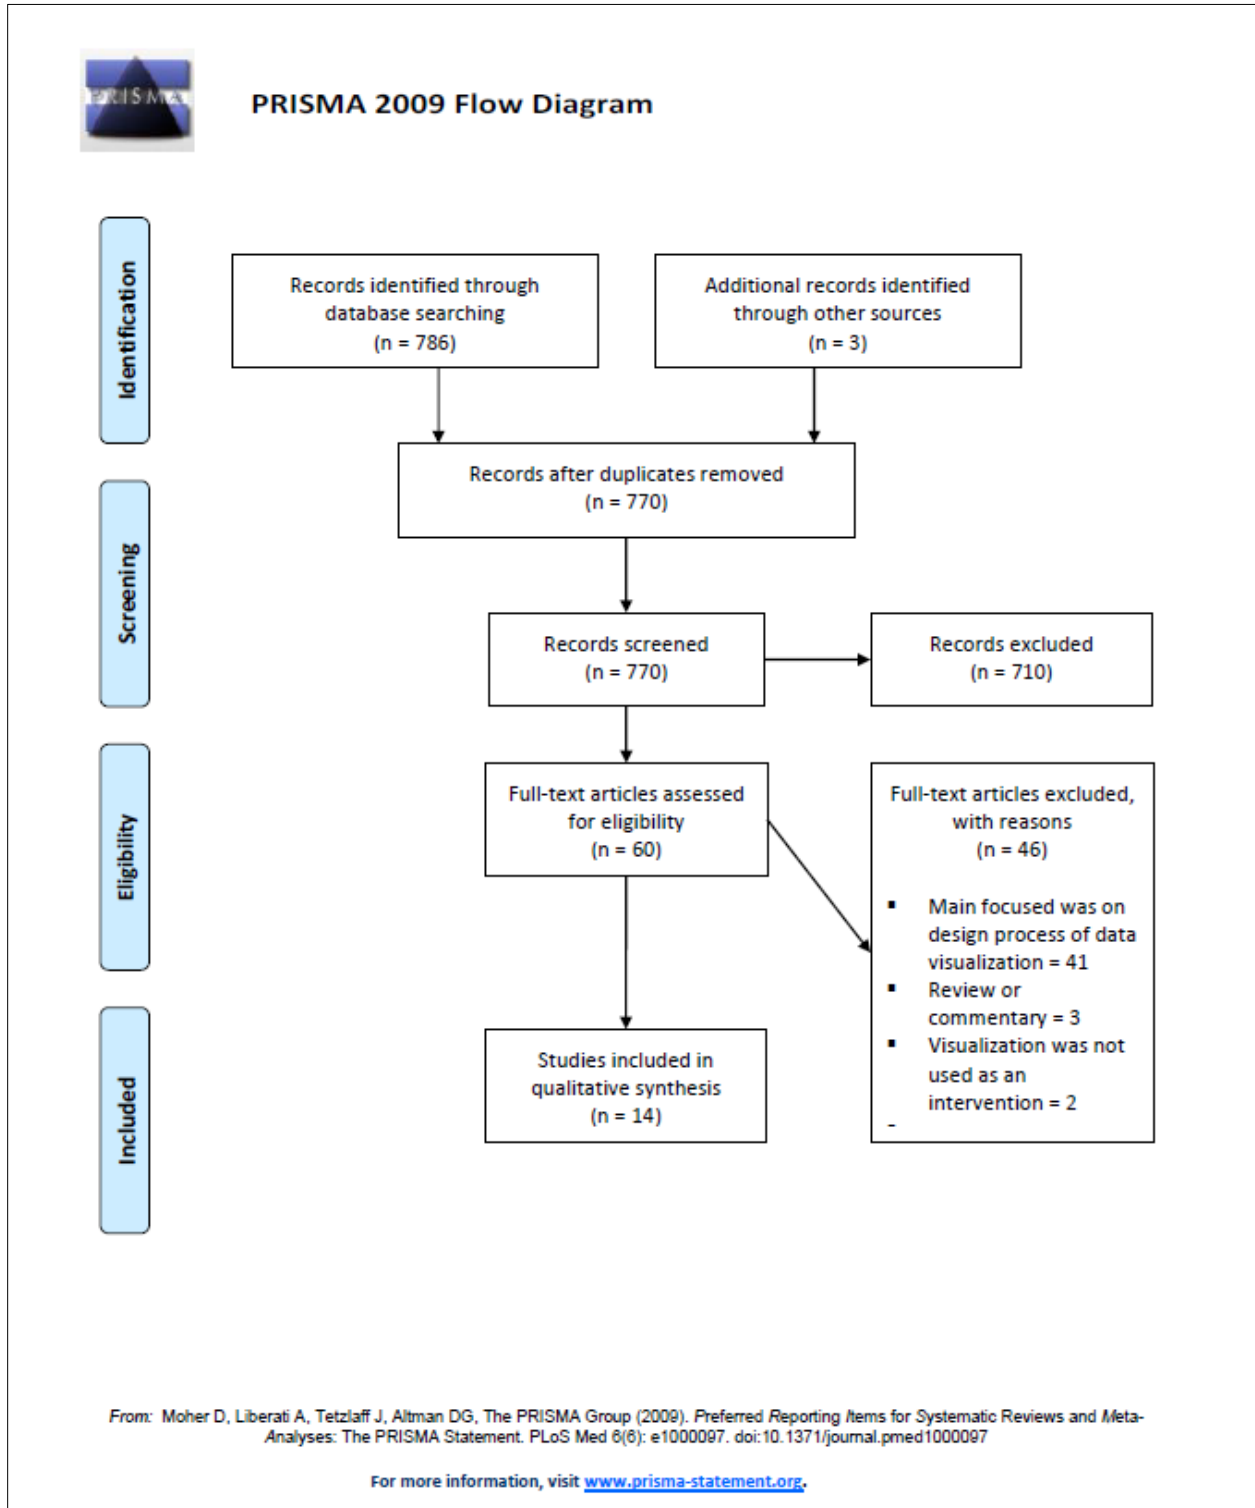 PRISMA
PRISMA 2009 Flow Diagram
Identification
Records identified through
database searching
(n = 786)
Additional records identified
through other sources
(n = 3)
Records after duplicates removed
(n = 770)
Screening
Records screened
(n = 770)
Records excluded
(n = 710)
Eligibility
Full-text articles assessed
for eligibility
(n = 60)
Full-text articles excluded,
with reasons
(n = 46)
▪ Main focused was on
design process of data
visualization = 41
▪ Review or
commentary = 3
▪ Visualization was not
used as an
intervention = 2
-
Included
Studies included in
qualitative synthesis
(n = 14)
From: Moher D, Liberati A, Tetzlaff J, Altman DG, The PRISMA Group (2009). Preferred Reporting Items for Systematic Reviews and Meta-
Analyses: The PRISMA Statement. PLoS Med 6(6): e1000097. doi:10.1371/journal.pmed1000097
For more information, visit www.prisma-statement.org.